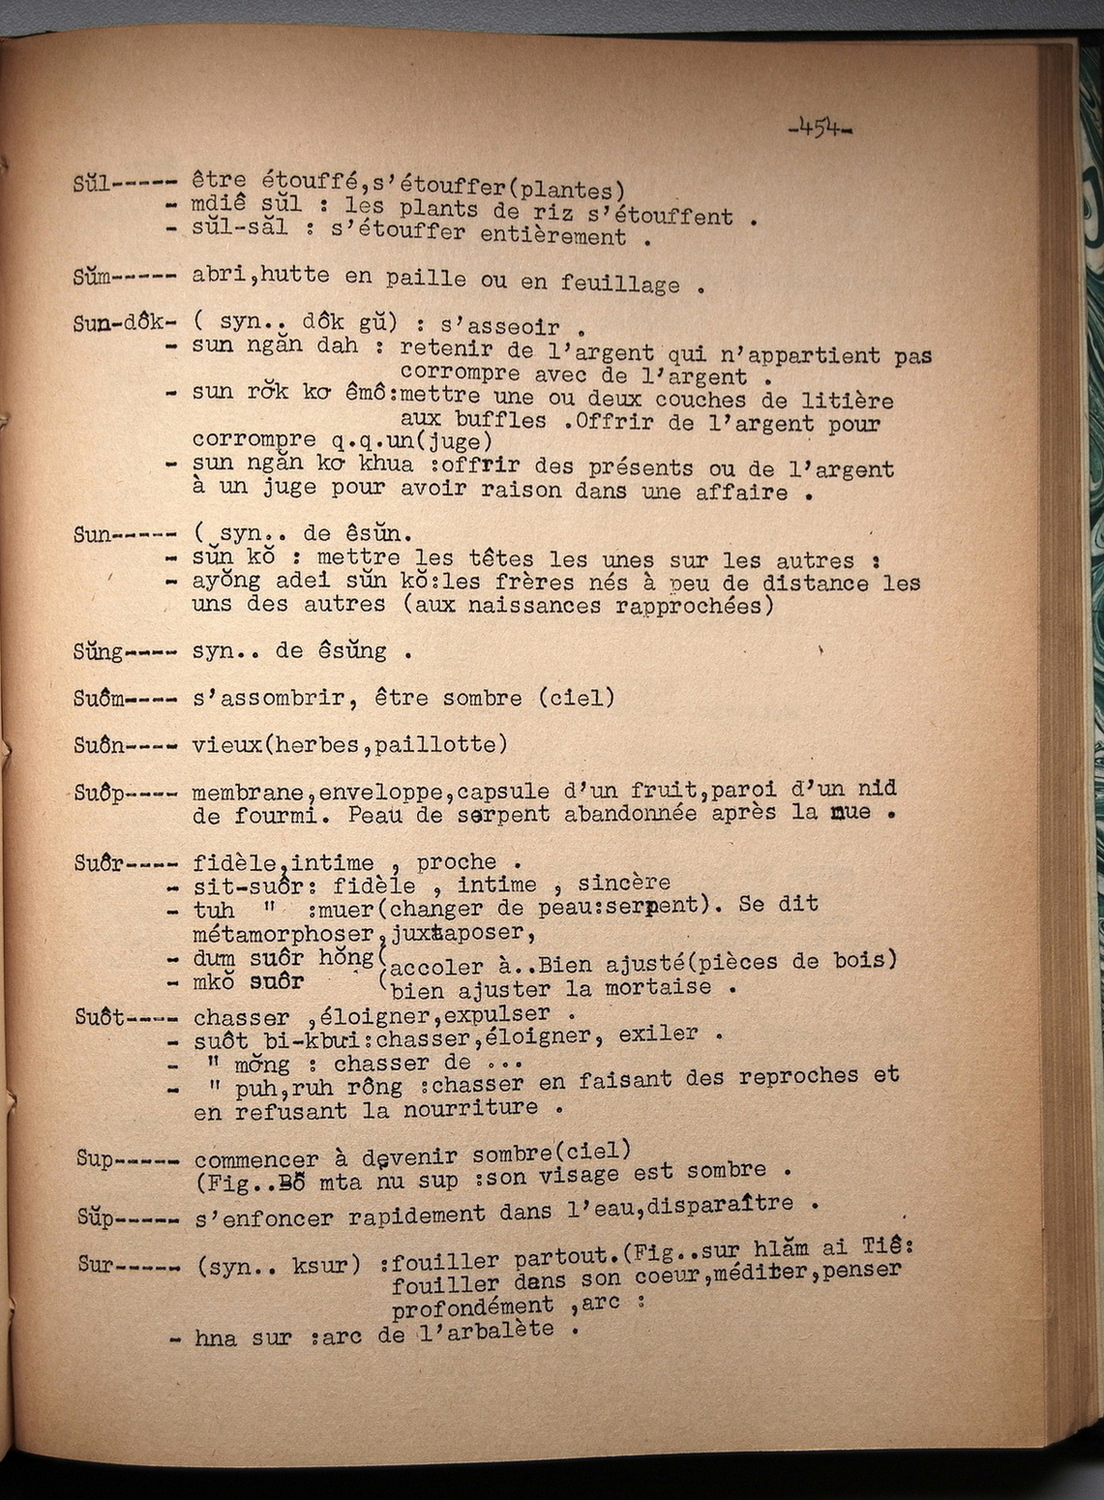 -454-
Sŭl----- être étouffé,s'étouffer(plantes)
- mdiê sŭl : les plants de riz s'étouffent .
- sŭl-săl : s'étouffer entièrement .
Sŭm----- abri,hutte en paille ou en feuillage .
Sun-dôk- ( syn.. dôk gŭ) : s'asseoir .
- sun ngăn dah : retenir de l'argent qui n'appartient pas
corrompre avec de l'argent .
- sun rơ̆k kơ êmô:mettre une ou deux couches de litière
aux buffles .Offrir de l'argent pour
corrompre q.q.un(juge)
- sun ngăn kơ khua :offrir des présents ou de l'argent
à un juge pour avoir raison dans une affaire .
Sun----- ( syn.. de êsŭn.
- sŭn kŏ : mettre les têtes les unes sur les autres :
- ayŏng adei sŭn kŏ:les frères nés à peu de distance les
uns des autres (aux naissances rapprochées)
Sŭng---- syn.. de êsŭng .
Suôm---- s'assombrir, être sombre (ciel)
Suôn---- vieux(herbes,paillotte)
Suôp---- membrane,enveloppe,capsule d'un fruit,paroi d'un nid
de fourmi. Peau de serpent abandonnée après la mue .
Suôr---- fidèle,intime , proche .
- sit-suôr: fidèle , intime , sincère
- tuh " :muer(changer de peau:serpent). Se dit
métamorphoser,juxtaposer,
- dum suôr hŏng(accoler à..Bien ajusté(pièces de bois)
- mkŏ suôr (bien ajuster la mortaise .
Suôt---- chasser ,éloigner,expulser .
- suôt bi-kbưi:chasser,éloigner, exiler .
- " mơ̆ng : chasser de ...
- " puh,ruh rông :chasser en faisant des reproches et
en refusant la nourriture .
Sup----- commencer à devenir sombre(ciel)
(Fig..Bŏ mta nu sup :son visage est sombre .
Sŭp----- s'enfoncer rapidement dans l'eau,disparaître .
Sur----- (syn.. ksur) :fouiller partout.(Fig..sur hlăm ai Tiê:
fouiller dans son coeur,méditer,penser
profondément ,arc :
- hna sur :arc de l'arbalète .